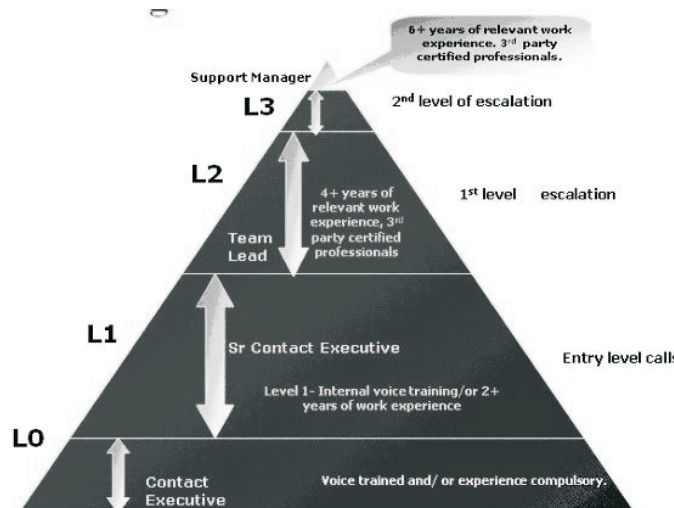 6+ years of relevant work
experience. 3rd party
certified professionals.
Support Manager
L3
2nd level of escalation
L2
4+ years of
relevant work
experience, 3rd
party certified
professionals
1st level escalation
Team
Lead
L1
Sr Contact Executive
Entry level calls
Level 1- Internal voice training/or 2+
years of work experience
L0
Contact
Executive
Voice trained and/ or experience compulsory.